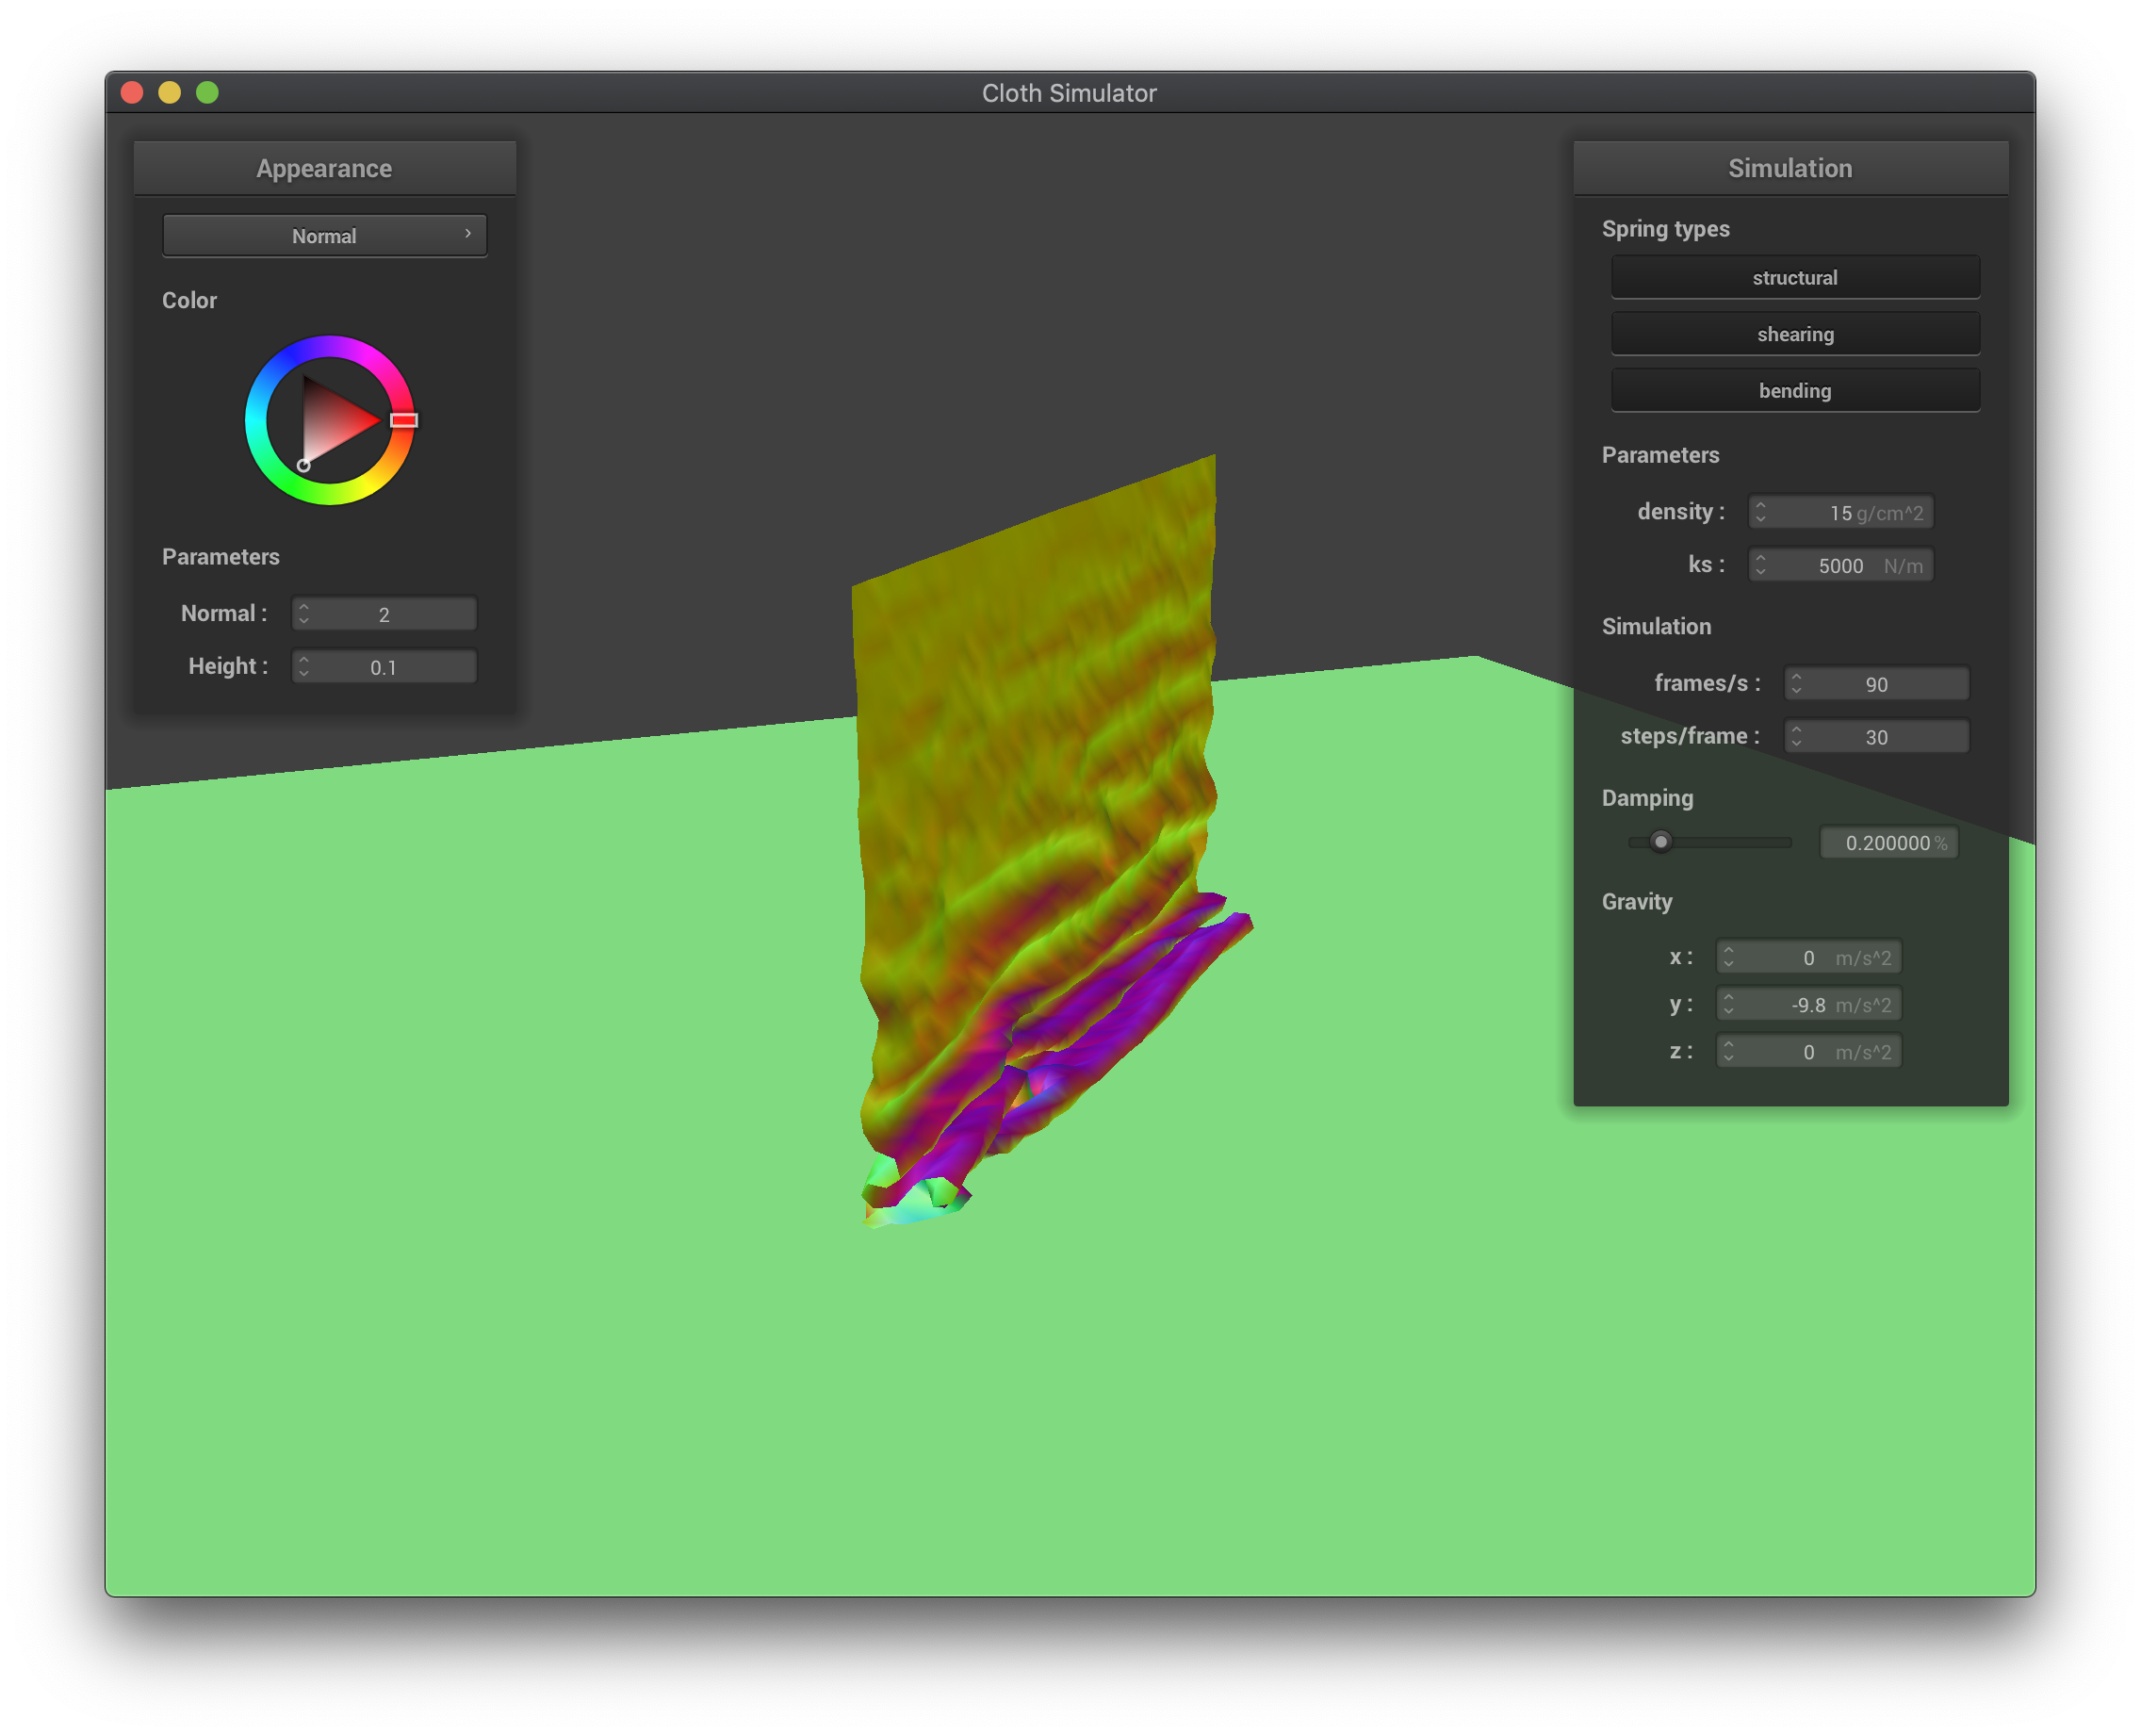 Cloth Simulator
Appearance
Normal
Color
Parameters
Normal :
2
Height :
0.1
Simulation
Spring types
structural
shearing
bending
Parameters
density :
15 g/cm^2
ks :
5000 N/m
Simulation
frames/s :
90
steps/frame :
30
Damping
0.200000 %
Gravity
x :
0 m/s^2
y :
-9.8 m/s^2
z :
0 m/s^2